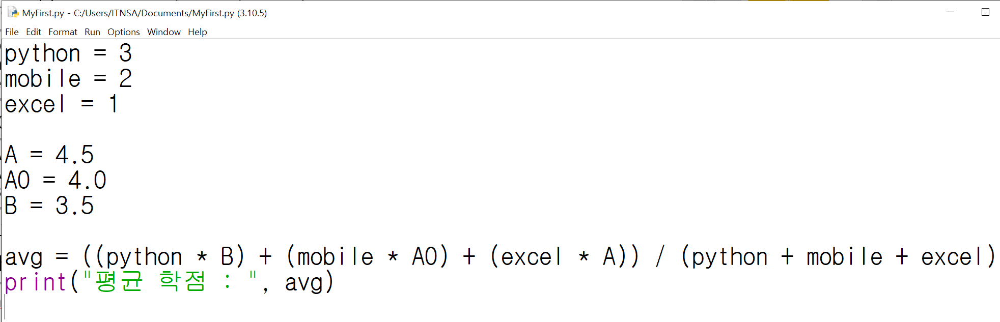 MyFirst.py - C:/Users/ITNSA/Documents/MyFirst.py (3.10.5)
File Edit Format Run Options Window Help
python = 3
mobile = 2
excel = 1
A = 4.5
A0 = 4.0
B = 3.5
avg = ((python * B) + (mobile * A0) + (excel * A)) / (python + mobile + excel)
print("평균 학점 : ", avg)